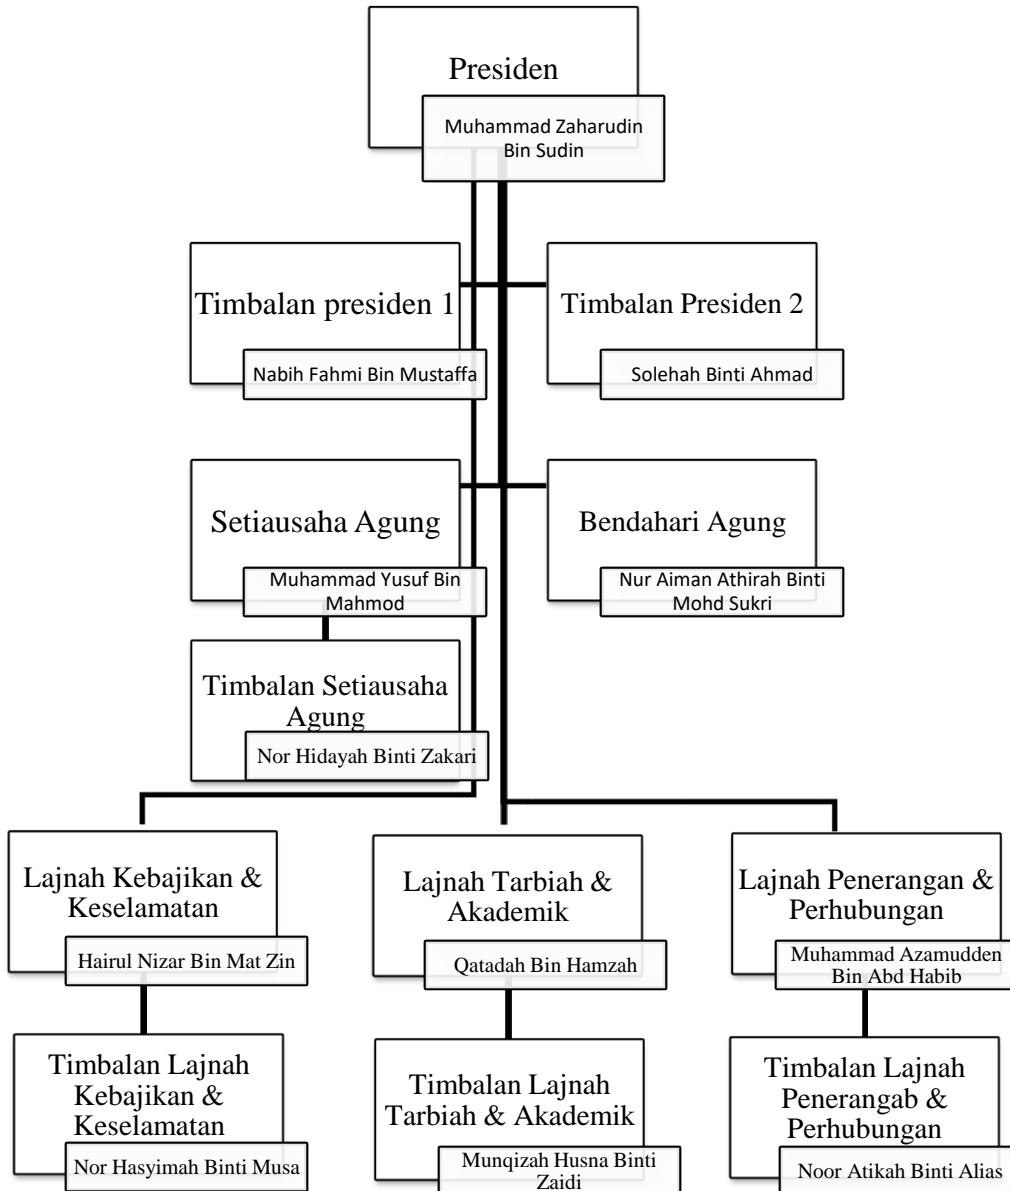 Presiden
Muhammad Zaharudin
Bin Sudin
Timbalan presiden 1
Nabih Fahmi Bin Mustaffa
Timbalan Presiden 2
Solehah Binti Ahmad
Setiausaha Agung
Muhammad Yusuf Bin
Mahmod
Bendahari Agung
Nur Aiman Athirah Binti
Mohd Sukri
Timbalan Setiausaha
Agung
Nor Hidayah Binti Zakari
Lajnah Kebajikan &
Keselamatan
Hairul Nizar Bin Mat Zin
Lajnah Tarbiah &
Akademik
Qatadah Bin Hamzah
Lajnah Penerangan &
Perhubungan
Muhammad Azamudden
Bin Abd Habib
Timbalan Lajnah
Kebajikan &
Keselamatan
Nor Hasyimah Binti Musa
Timbalan Lajnah
Tarbiah & Akademik
Munqizah Husna Binti
Zaidi
Timbalan Lajnah
Penerangab &
Perhubungan
Noor Atikah Binti Alias